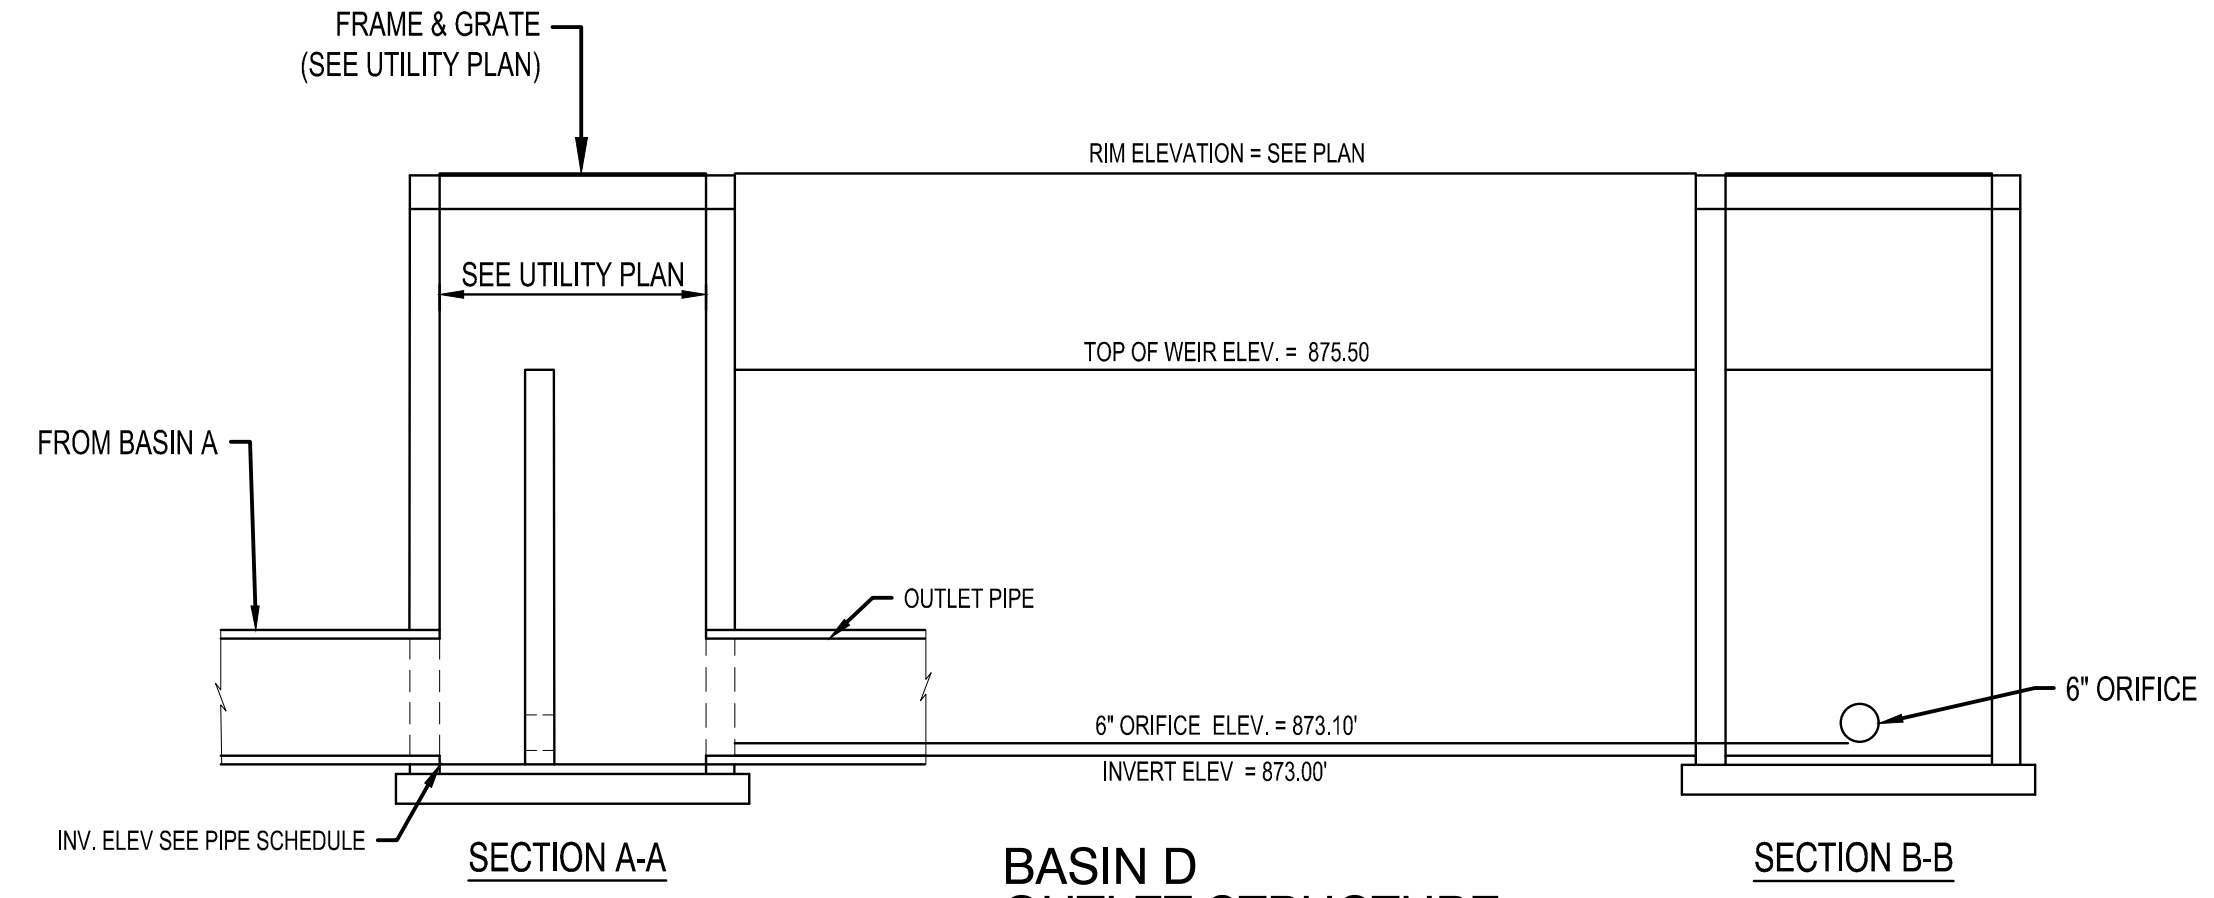 FRAME & GRATE
(SEE UTILITY PLAN)
RIM ELEVATION = SEE PLAN
SEE UTILITY PLAN
TOP OF WEIR ELEV. = 875.50
FROM BASIN A
OUTLET PIPE
6" ORIFICE
6" ORIFICE ELEV. = 873.10'
INVERT ELEV = 873.00'
INV. ELEV SEE PIPE SCHEDULE
SECTION A-A
BASIN D
OUTLET STRUCTURE
SECTION B-B